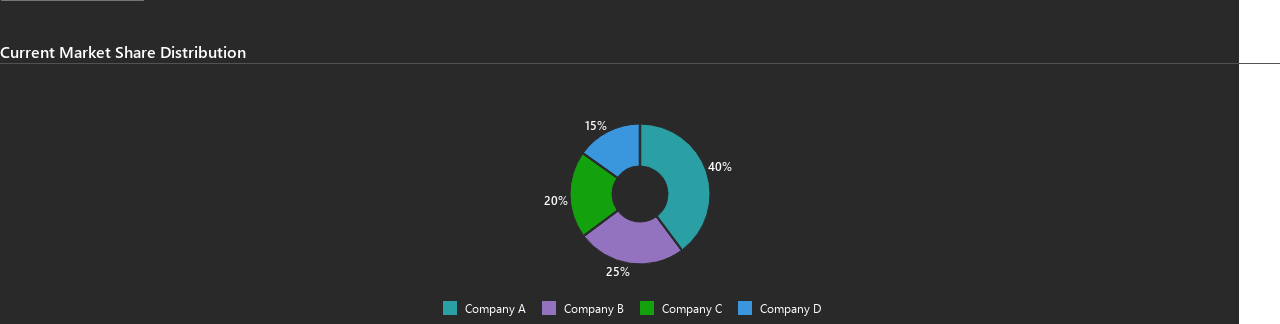 Current Market Share Distribution
15%
40%
20%
25%
Company A
Company B
Company C
Company D